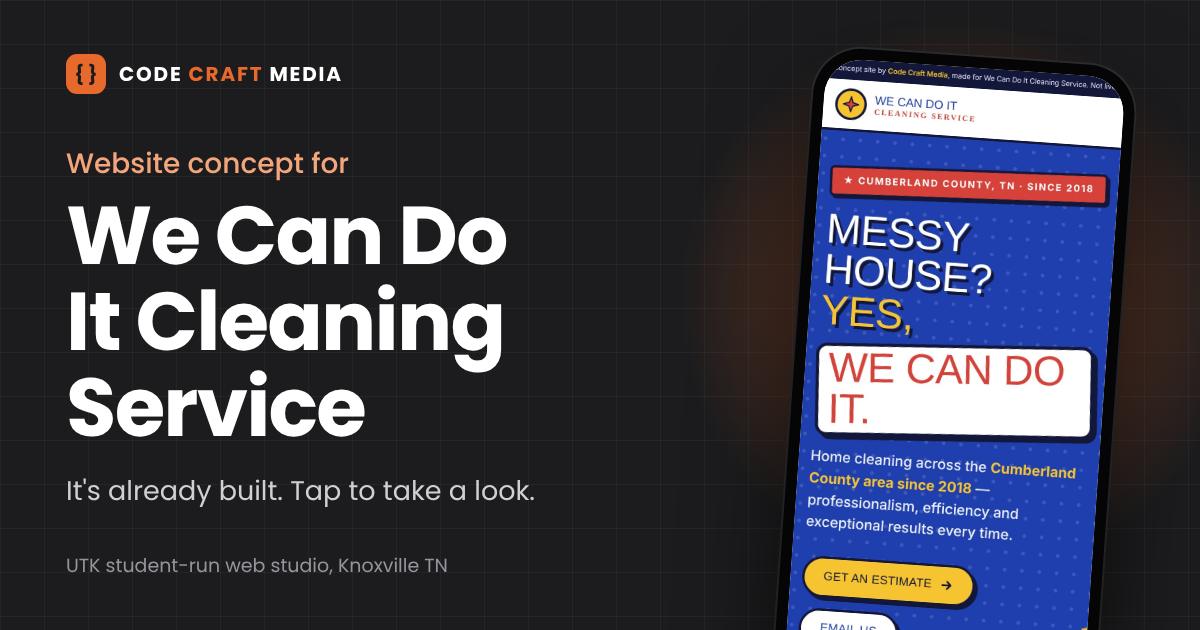 { } CODE CRAFT MEDIA
Website concept for
We Can Do
It Cleaning
Service
It's already built. Tap to take a look.
UTK student-run web studio, Knoxville TN
concept site by Code Craft Media, made for We Can Do It Cleaning Service. Not live
WE CAN DO IT
CLEANING SERVICE
★ CUMBERLAND COUNTY, TN · SINCE 2018
MESSY
HOUSE?
YES,
WE CAN DO
IT.
Home cleaning across the Cumberland
County area since 2018 —
professionalism, efficiency and
exceptional results every time.
GET AN ESTIMATE →
EMAIL US